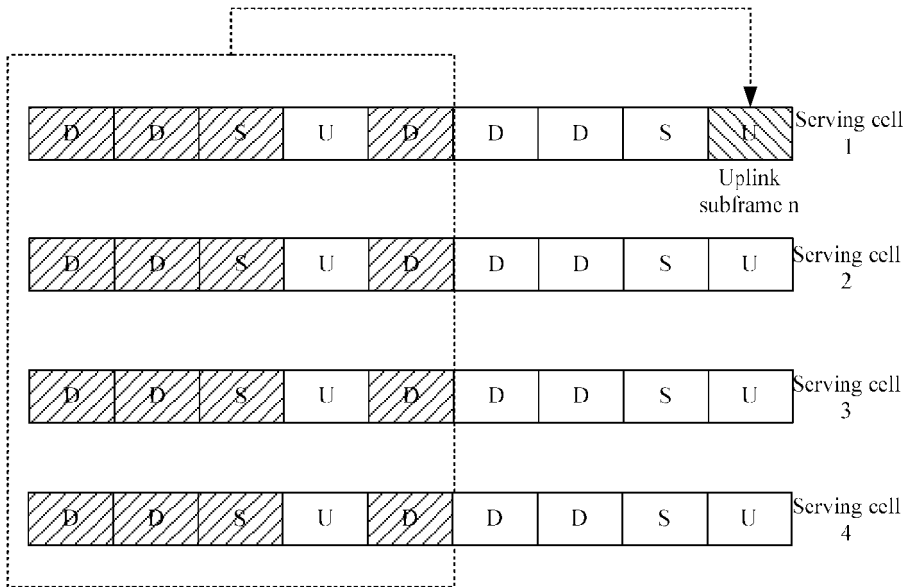 D D S U D D D S U Serving cell
1
Uplink
subframe n
D D S U D D D S U Serving cell
2
D D S U D D D S U Serving cell
3
D D S U D D D S U Serving cell
4